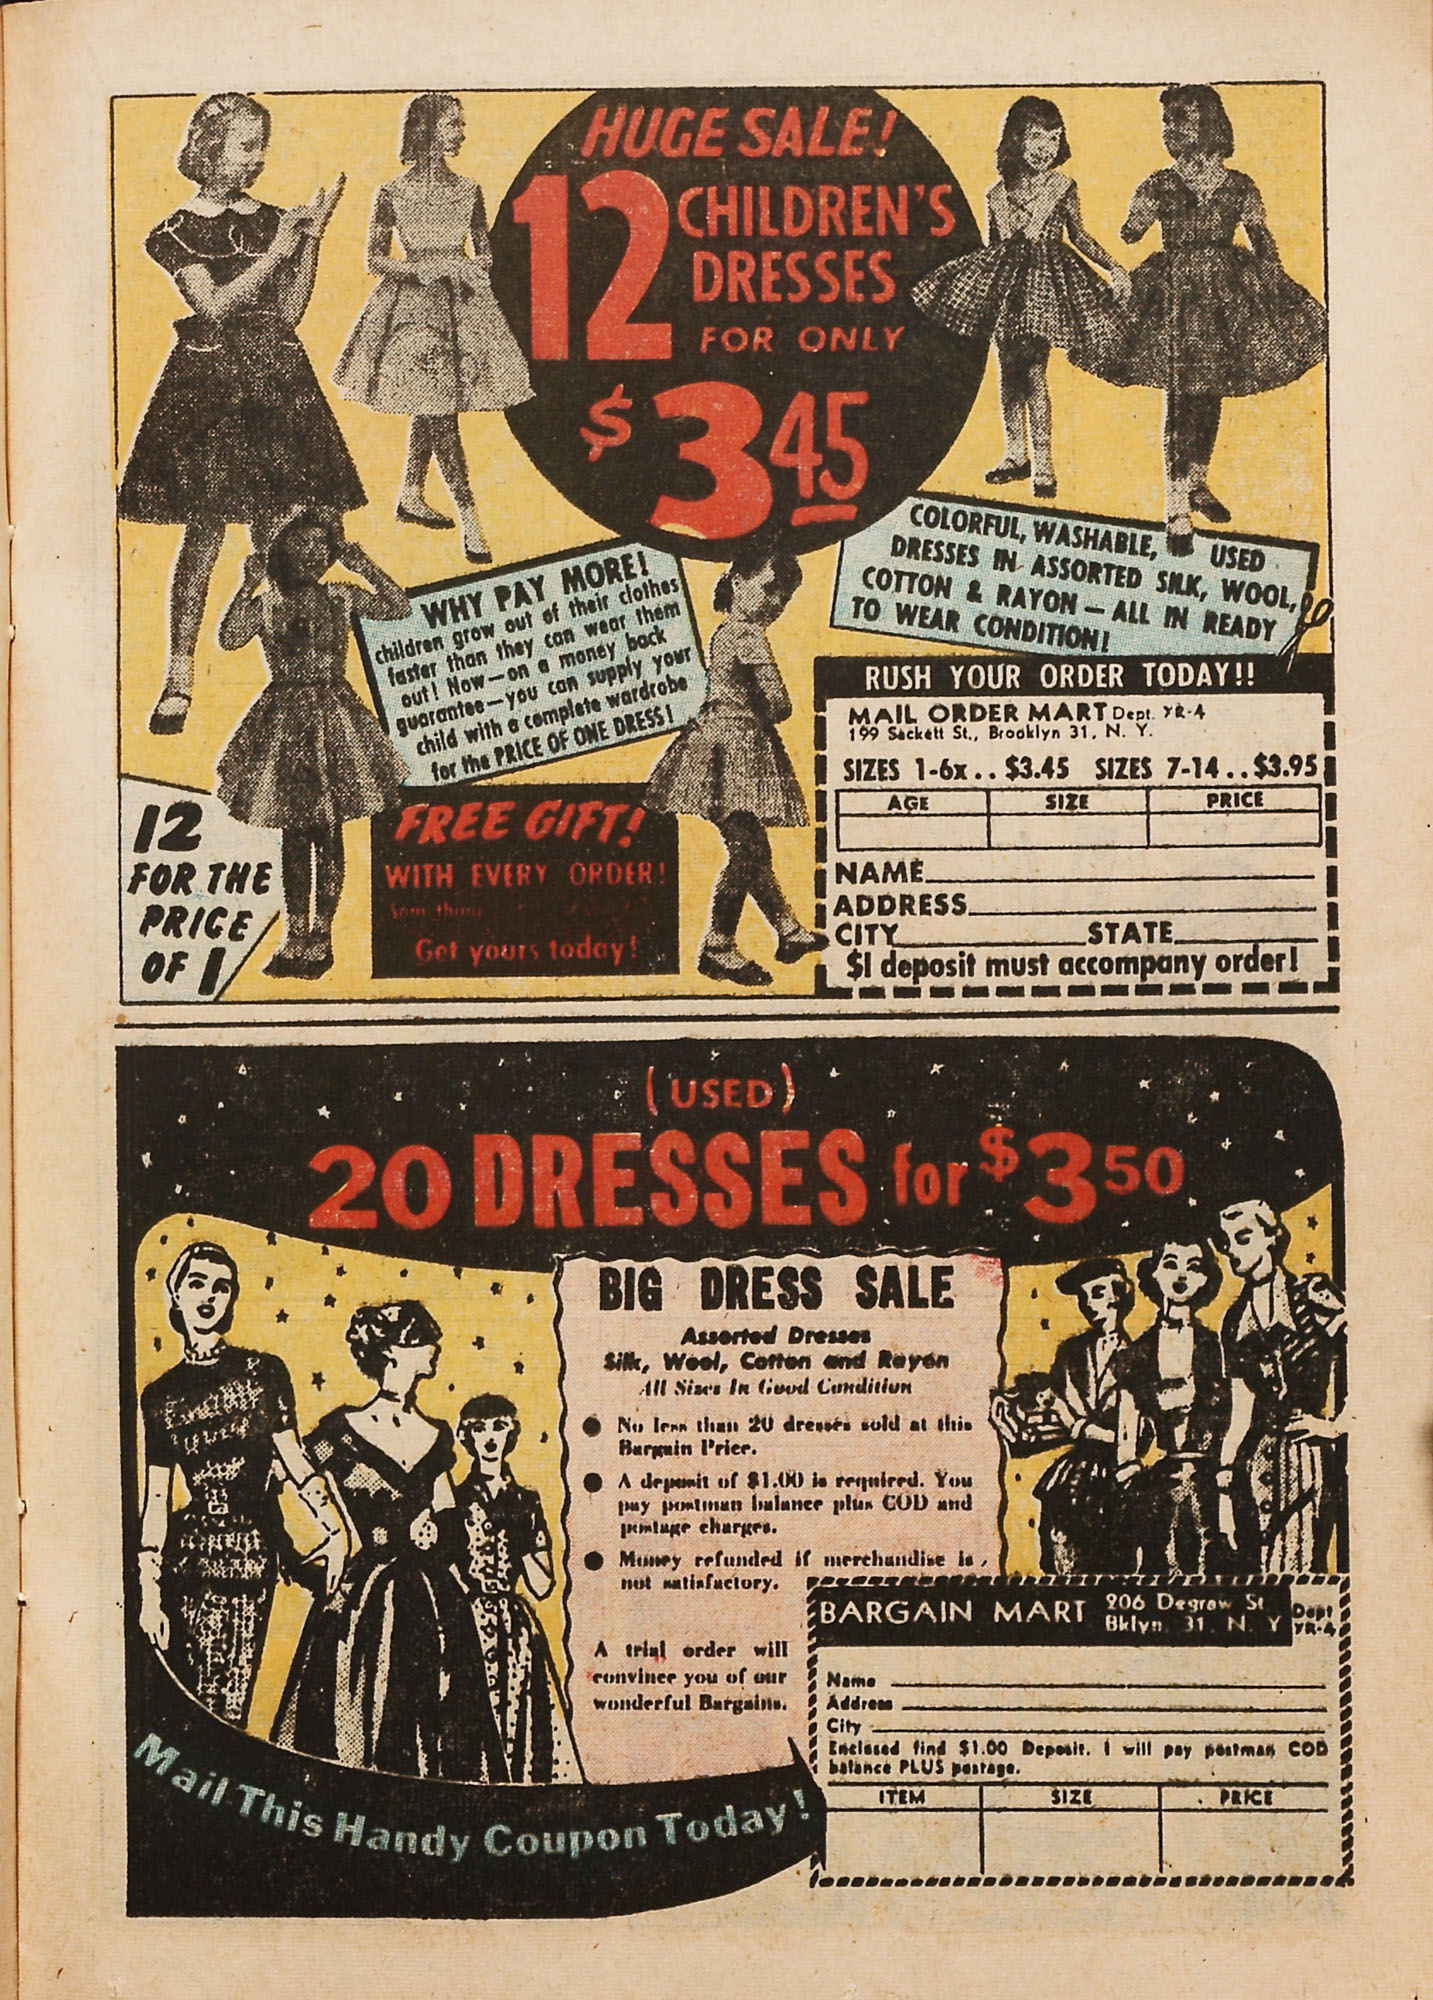 HUGE SALE!
12 CHILDREN'S
DRESSES
FOR ONLY
$3.45
COLORFUL, WASHABLE, USED
DRESSES IN ASSORTED SILK, WOOL,
COTTON & RAYON — ALL IN READY
TO WEAR CONDITION!
WHY PAY MORE!
children grow out of their clothes
faster than they can wear them
out! Now—on a money back
guarantee—you can supply your
child with a complete wardrobe
for the PRICE OF ONE DRESS!
12
FOR THE
PRICE
OF 1
FREE GIFT!
WITH EVERY ORDER!
Something
Get yours today!
RUSH YOUR ORDER TODAY!!
MAIL ORDER MART Dept. YR-4
199 Sackett St., Brooklyn 31, N. Y.
SIZES 1-6x . . $3.45 SIZES 7-14 . . $3.95
AGE SIZE PRICE
NAME
ADDRESS
CITY STATE
$1 deposit must accompany order!
(USED)
20 DRESSES for $3.50
BIG DRESS SALE
Assorted Dresses
Silk, Wool, Cotton and Rayon
All Sizes In Good Condition
● No less than 20 dresses sold at this
Bargain Price.
● A deposit of $1.00 is required. You
pay postman balance plus COD and
postage charges.
● Money refunded if merchandise is
not satisfactory.
A trial order will
convince you of our
wonderful Bargains.
Mail This Handy Coupon Today!
BARGAIN MART 206 Degraw St
Bklyn. 31. N. Y
Dept
YR-4
Name
Address
City
Enclosed find $1.00 Deposit. I will pay postman COD
balance PLUS postage.
ITEM SIZE PRICE